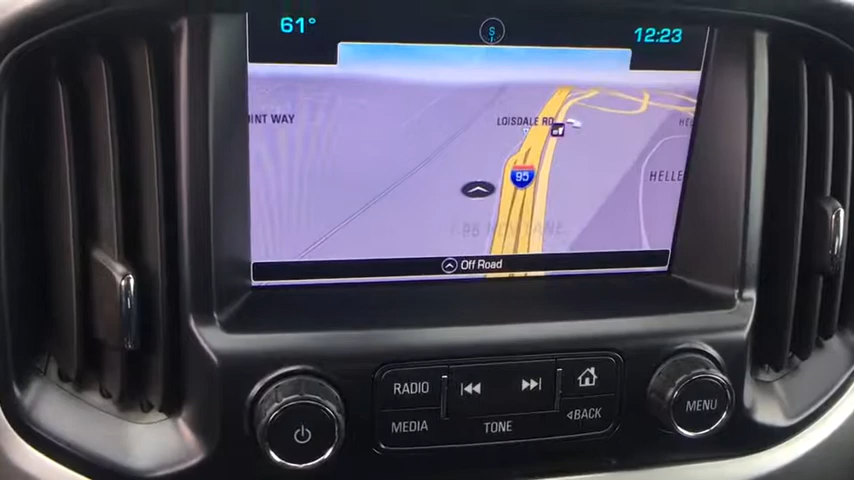 61°
S
12:23
INT WAY
LOISDALE RD
95
HELLE
Off Road
RADIO
MEDIA
TONE
BACK
MENU